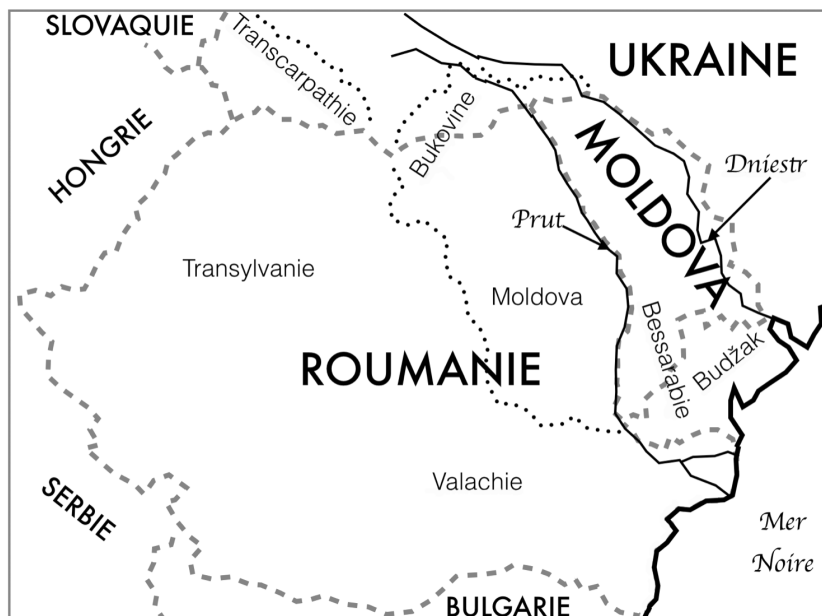 SLOVAQUIE
Transcarpathie
UKRAINE
HONGRIE
Bukovine
MOLDOVA
Dniestr
Prut
Transylvanie
Moldova
Bessarabie
Budžak
ROUMANIE
Valachie
SERBIE
Mer
Noire
BULGARIE